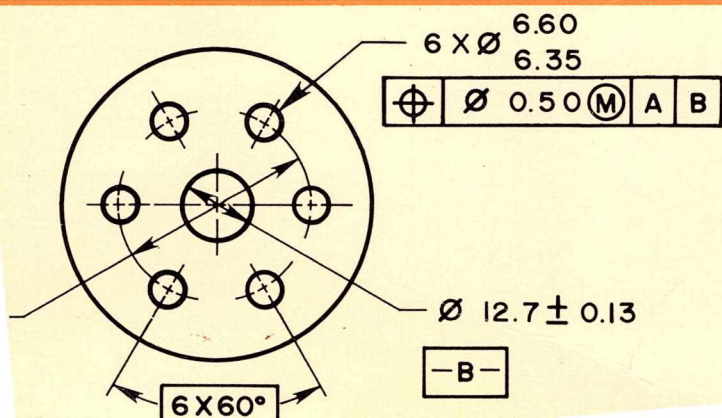 6 X Ø 6.60
6.35
⌖ Ø 0.50 Ⓜ A B
Ø 12.7 ± 0.13
-B-
6 X 60°